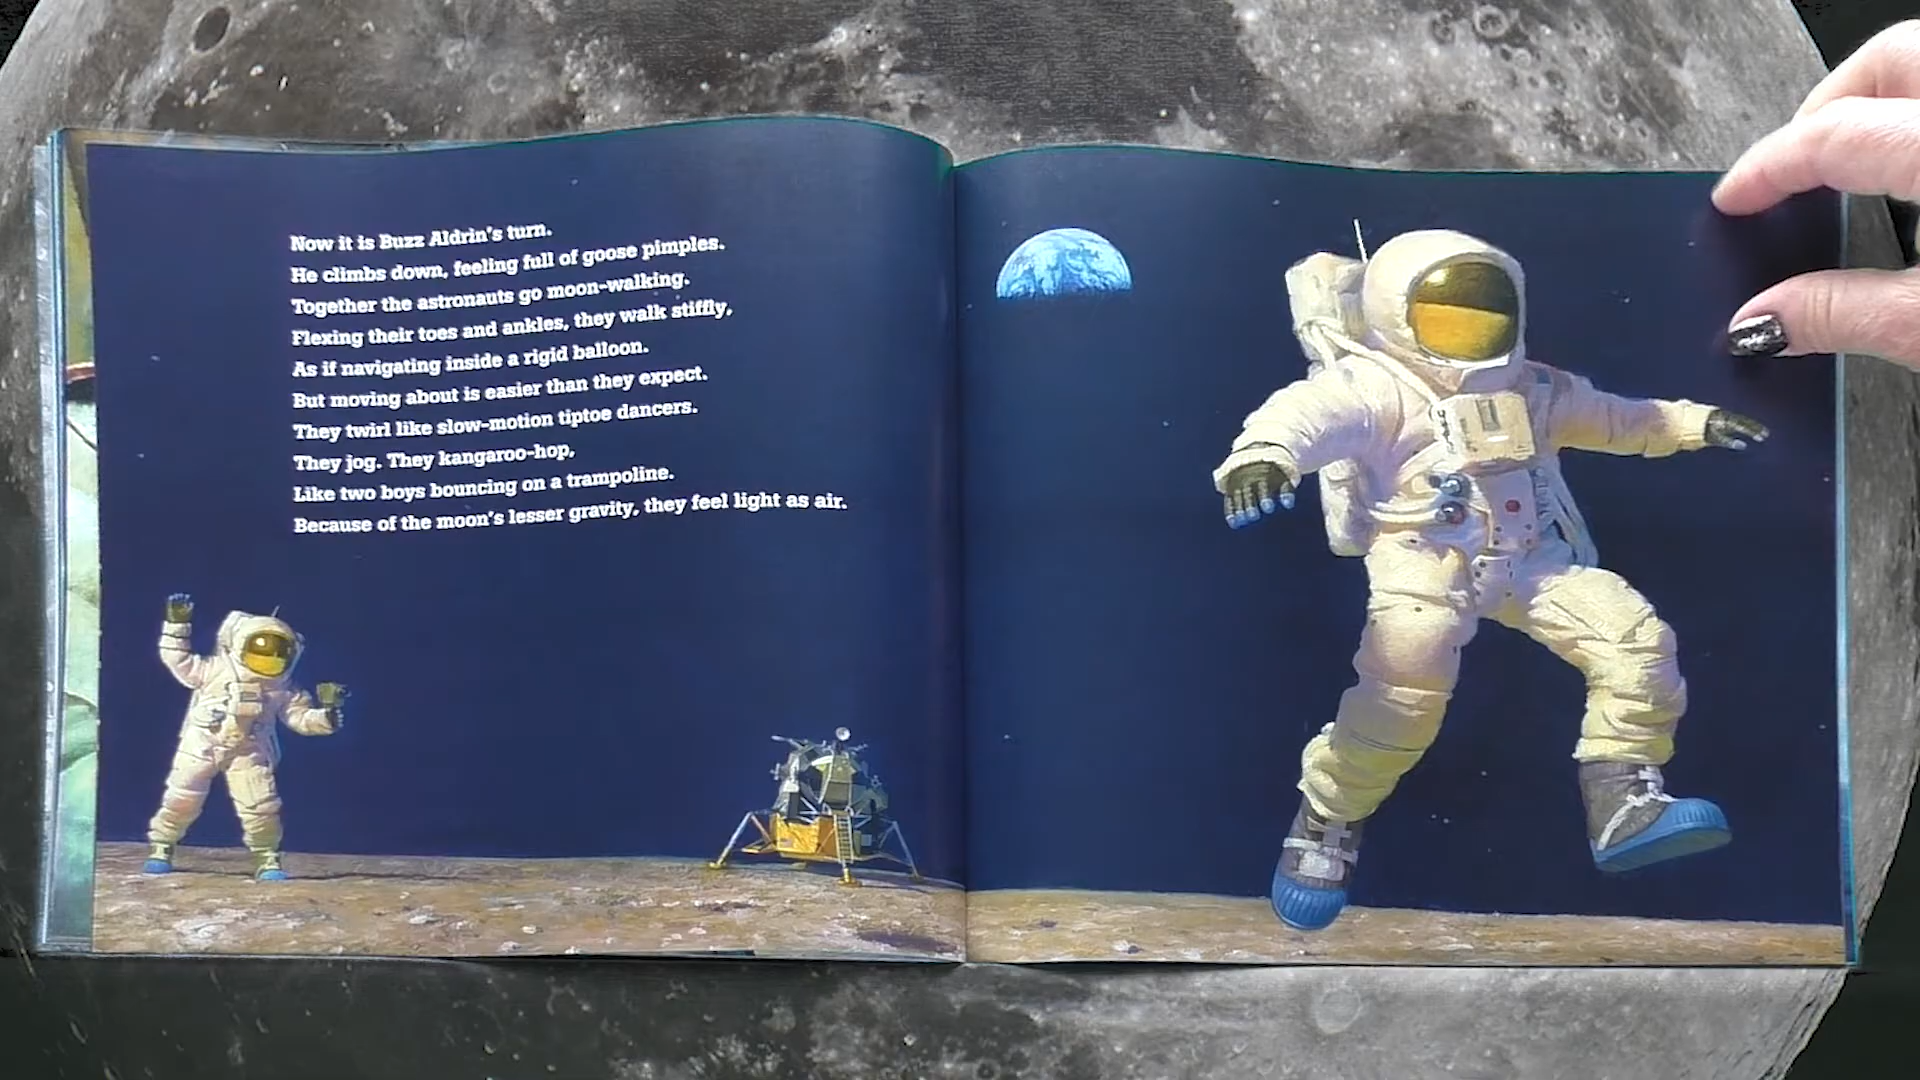 Now it is Buzz Aldrin's turn.
He climbs down, feeling full of goose pimples.
Together the astronauts go moon-walking.
Flexing their toes and ankles, they walk stiffly,
As if navigating inside a rigid balloon.
But moving about is easier than they expect.
They twirl like slow-motion tiptoe dancers.
They jog. They kangaroo-hop,
Like two boys bouncing on a trampoline.
Because of the moon's lesser gravity, they feel light as air.